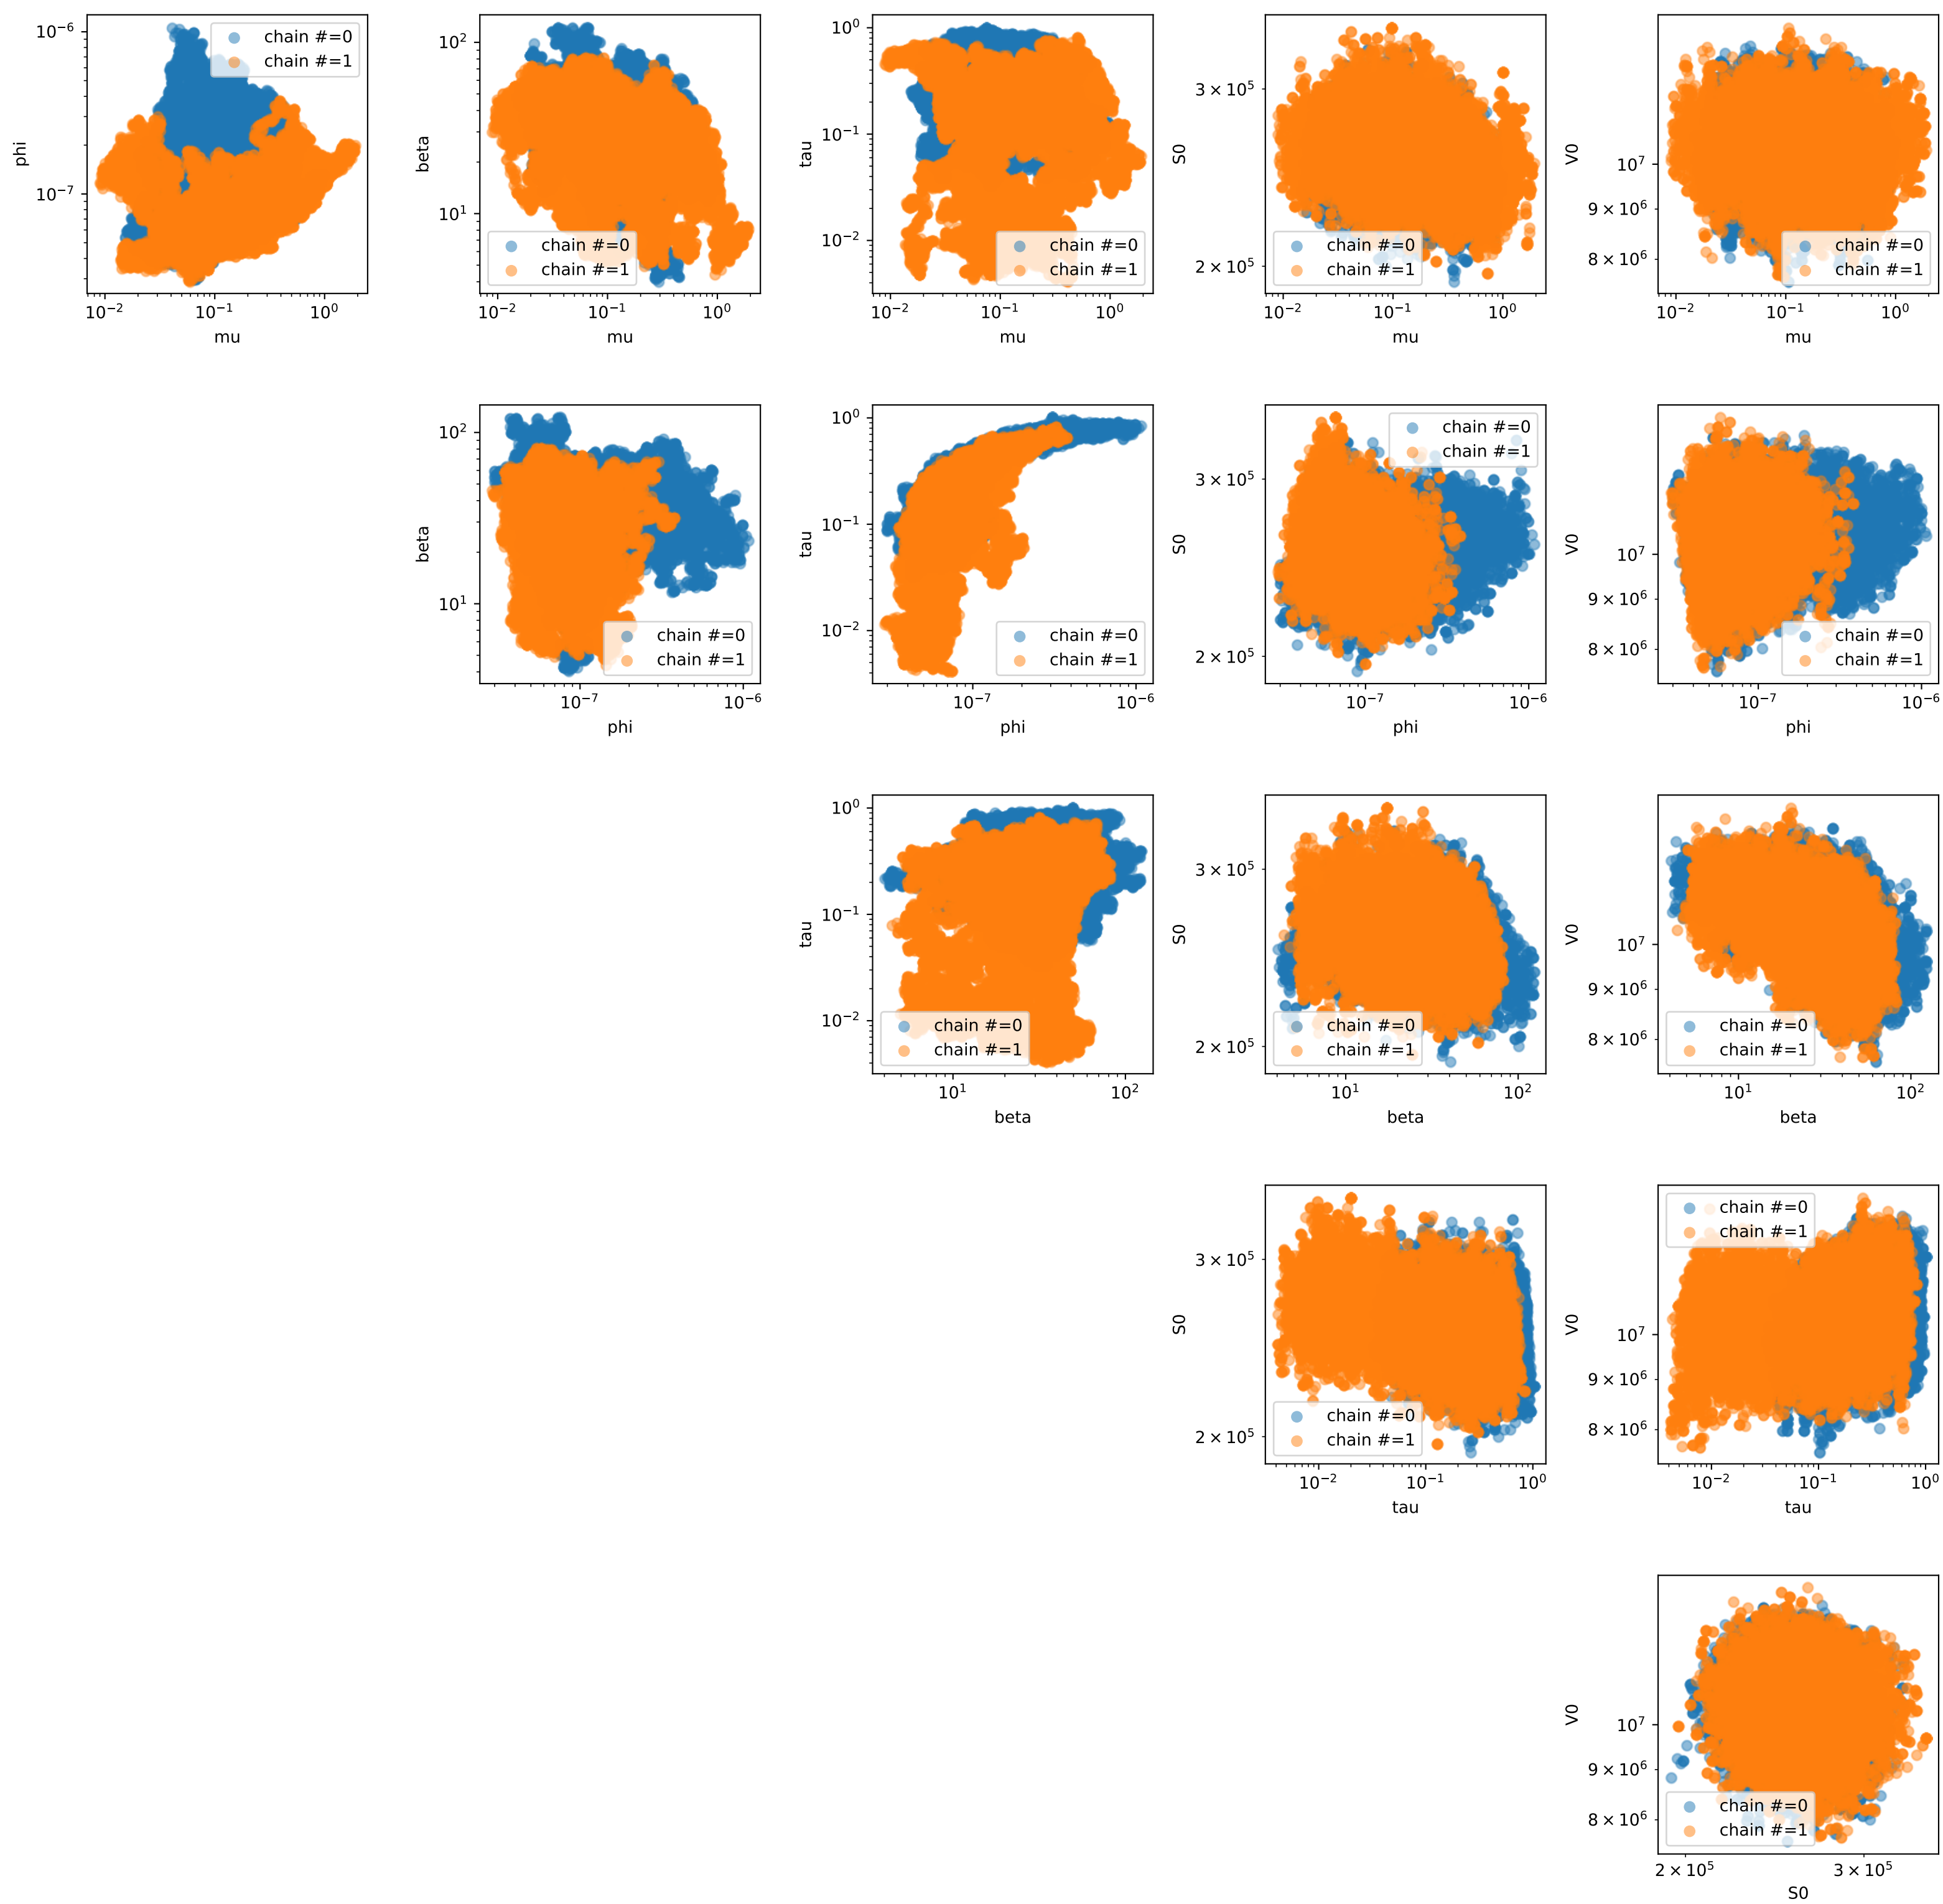 10⁻⁶
10⁻⁷
phi
chain #=0
chain #=1
10⁻² 10⁻¹ 10⁰
mu
10²
10¹
beta
chain #=0
chain #=1
10⁻² 10⁻¹ 10⁰
mu
10⁰
10⁻¹
10⁻²
tau
chain #=0
chain #=1
10⁻² 10⁻¹ 10⁰
mu
3 × 10⁵
2 × 10⁵
S0
chain #=0
chain #=1
10⁻² 10⁻¹ 10⁰
mu
10⁷
9 × 10⁶
8 × 10⁶
V0
chain #=0
chain #=1
10⁻² 10⁻¹ 10⁰
mu
10²
10¹
beta
chain #=0
chain #=1
10⁻⁷ 10⁻⁶
phi
10⁰
10⁻¹
10⁻²
tau
chain #=0
chain #=1
10⁻⁷ 10⁻⁶
phi
3 × 10⁵
2 × 10⁵
S0
chain #=0
chain #=1
10⁻⁷ 10⁻⁶
phi
10⁷
9 × 10⁶
8 × 10⁶
V0
chain #=0
chain #=1
10⁻⁷ 10⁻⁶
phi
10⁰
10⁻¹
10⁻²
tau
chain #=0
chain #=1
10¹ 10²
beta
3 × 10⁵
2 × 10⁵
S0
chain #=0
chain #=1
10¹ 10²
beta
10⁷
9 × 10⁶
8 × 10⁶
V0
chain #=0
chain #=1
10¹ 10²
beta
3 × 10⁵
2 × 10⁵
S0
chain #=0
chain #=1
10⁻² 10⁻¹ 10⁰
tau
10⁷
9 × 10⁶
8 × 10⁶
V0
chain #=0
chain #=1
10⁻² 10⁻¹ 10⁰
tau
10⁷
9 × 10⁶
8 × 10⁶
V0
chain #=0
chain #=1
2 × 10⁵ 3 × 10⁵
S0